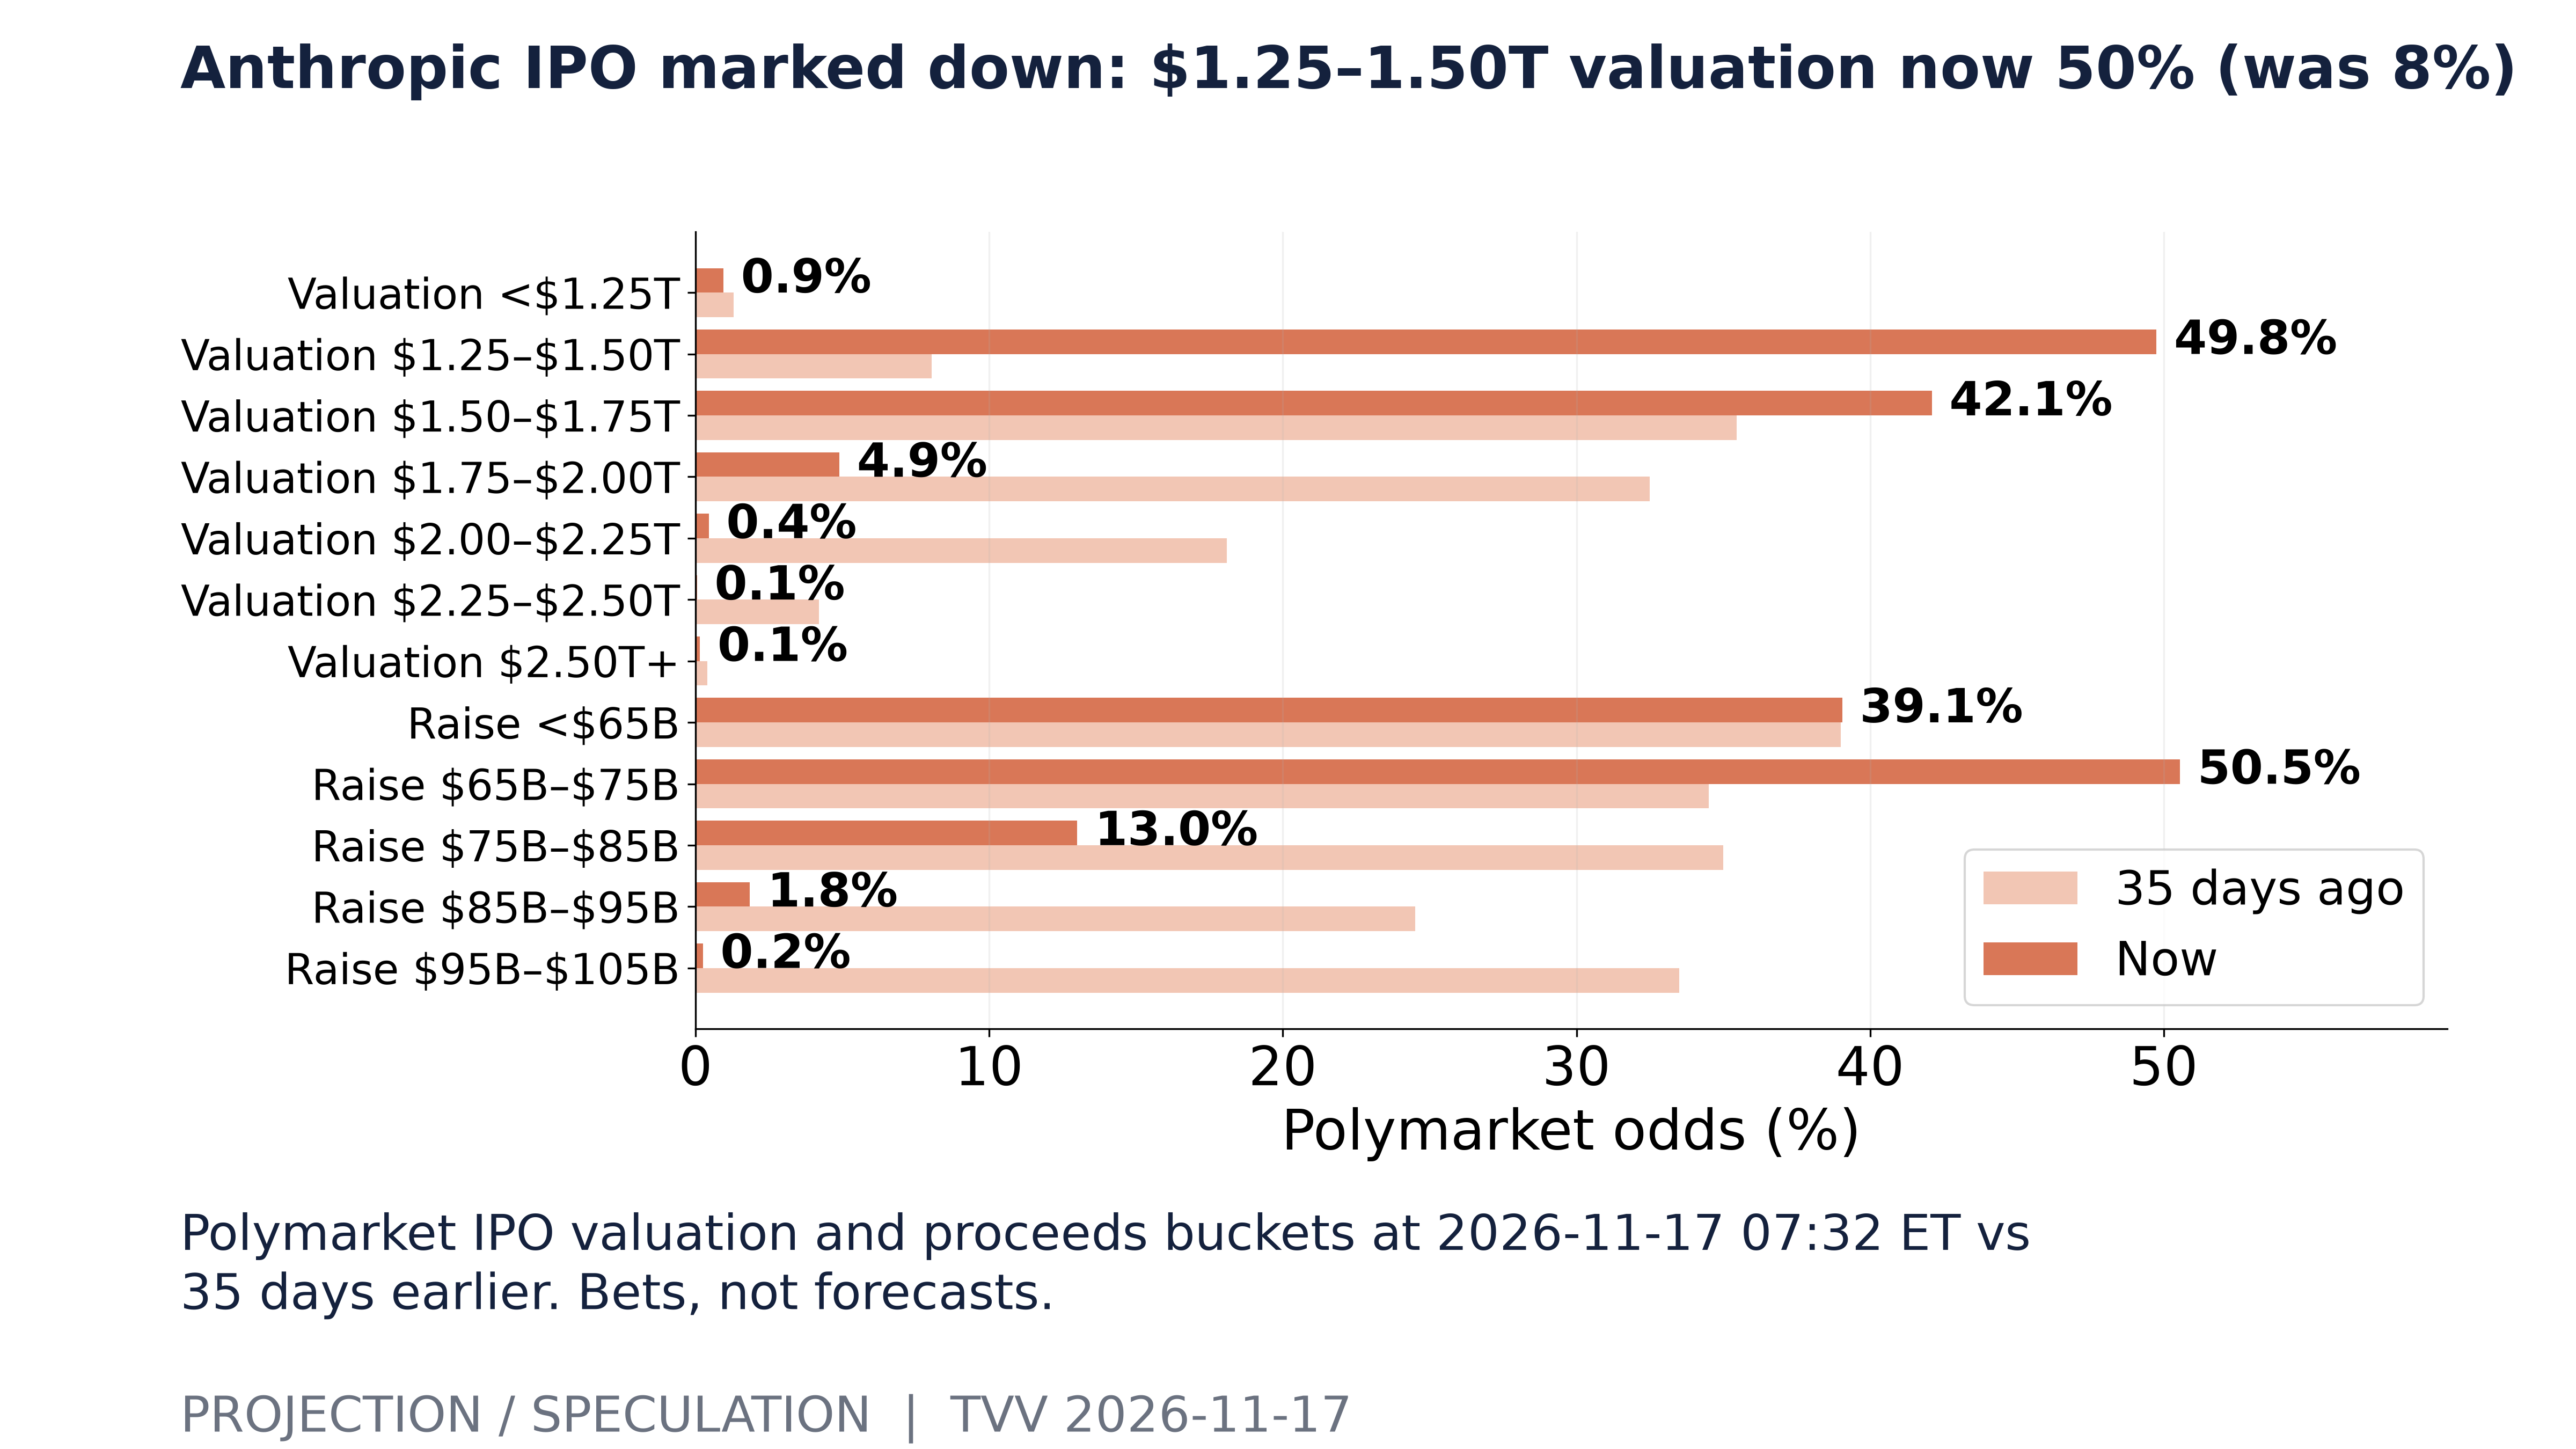 Anthropic IPO marked down: $1.25–1.50T valuation now 50% (was 8%)
Valuation <$1.25T
0.9%
Valuation $1.25–$1.50T
49.8%
Valuation $1.50–$1.75T
42.1%
Valuation $1.75–$2.00T
4.9%
Valuation $2.00–$2.25T
0.4%
Valuation $2.25–$2.50T
0.1%
Valuation $2.50T+
0.1%
Raise <$65B
39.1%
Raise $65B–$75B
50.5%
Raise $75B–$85B
13.0%
Raise $85B–$95B
1.8%
Raise $95B–$105B
0.2%
35 days ago
Now
0 10 20 30 40 50
Polymarket odds (%)
Polymarket IPO valuation and proceeds buckets at 2026-11-17 07:32 ET vs
35 days earlier. Bets, not forecasts.
PROJECTION / SPECULATION | TVV 2026-11-17